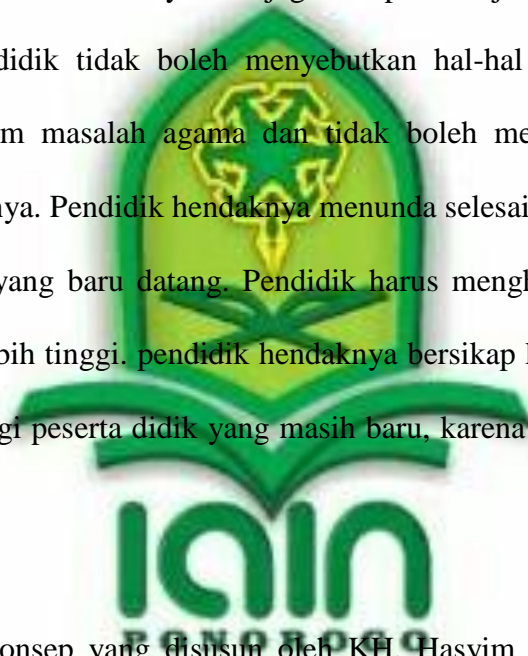 didik tidak boleh menyebutkan hal-hal
m masalah agama dan tidak boleh me
nya. Pendidik hendaknya menunda selesai
yang baru datang. Pendidik harus mengh
bih tinggi. pendidik hendaknya bersikap
gi peserta didik yang masih baru, karena
IAIN
PONOROGO
onsep yang disusun oleh KH. Hasyim